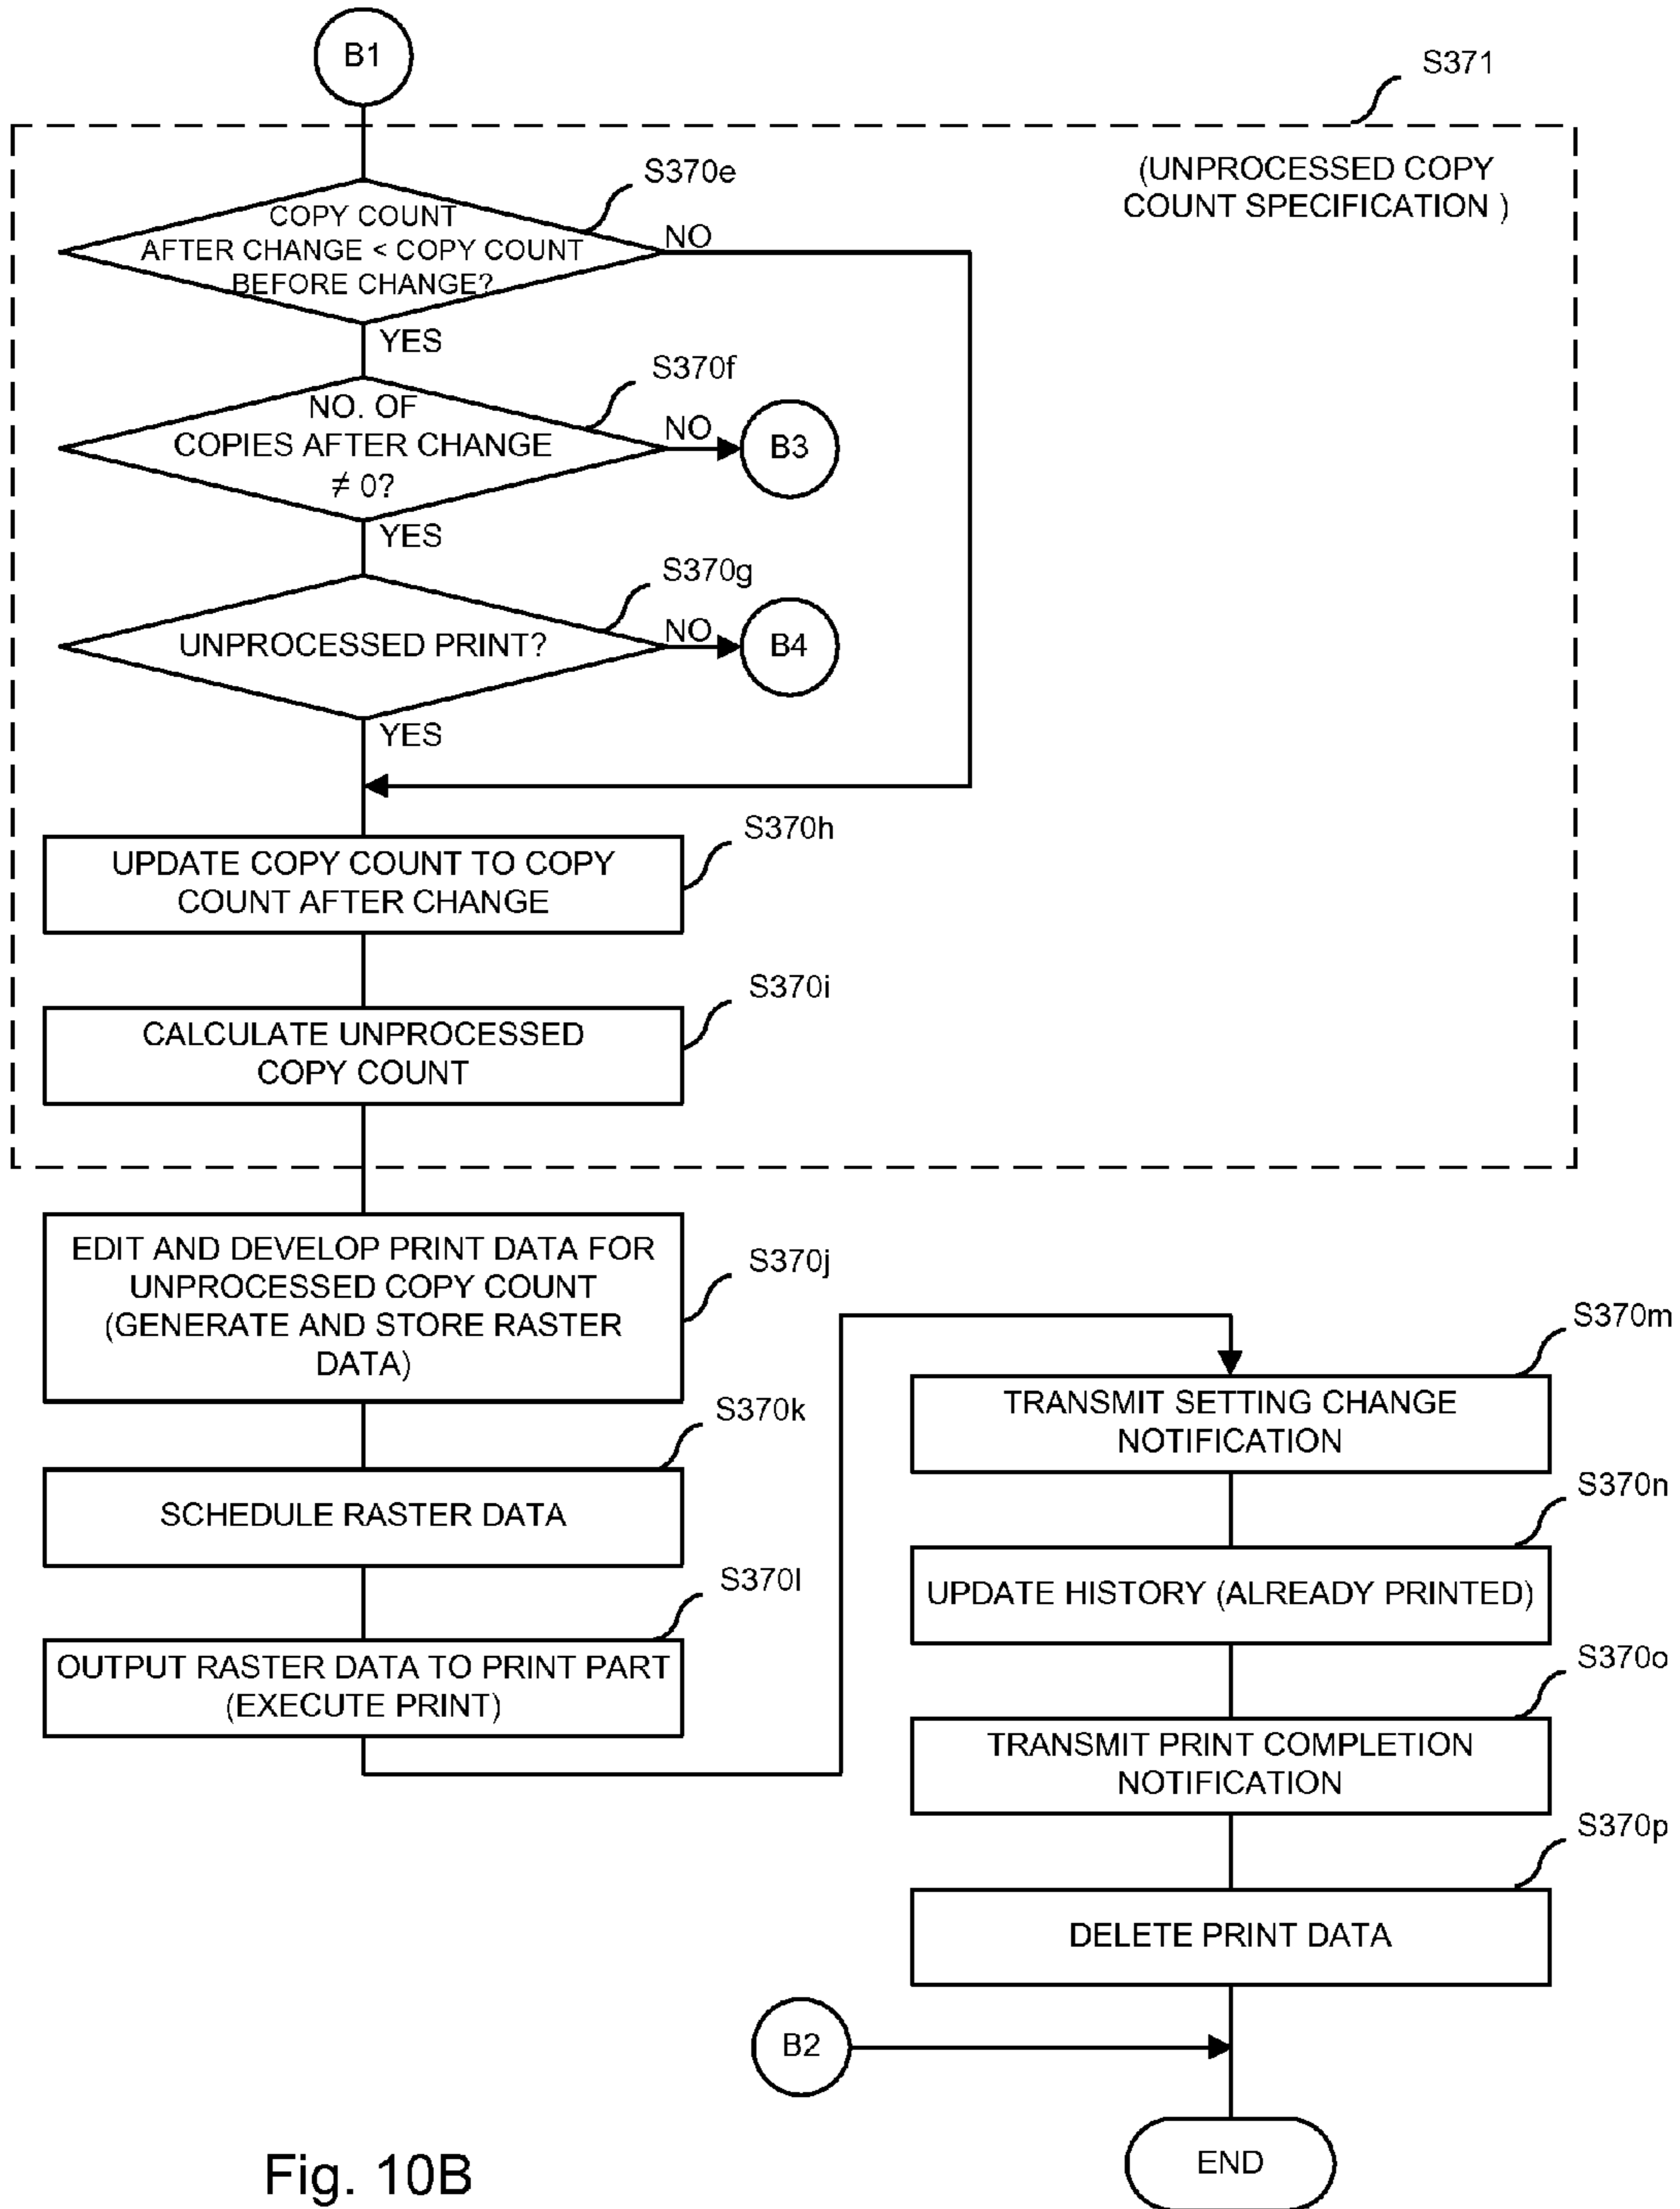 B1
S371
(UNPROCESSED COPY
COUNT SPECIFICATION )
S370e
COPY COUNT
AFTER CHANGE < COPY COUNT
BEFORE CHANGE?
NO
YES
S370f
NO. OF
COPIES AFTER CHANGE
≠ 0?
NO
B3
YES
S370g
UNPROCESSED PRINT?
NO
B4
YES
S370h
UPDATE COPY COUNT TO COPY
COUNT AFTER CHANGE
S370i
CALCULATE UNPROCESSED
COPY COUNT
S370j
EDIT AND DEVELOP PRINT DATA FOR
UNPROCESSED COPY COUNT
(GENERATE AND STORE RASTER
DATA)
S370k
SCHEDULE RASTER DATA
S370l
OUTPUT RASTER DATA TO PRINT PART
(EXECUTE PRINT)
S370m
TRANSMIT SETTING CHANGE
NOTIFICATION
S370n
UPDATE HISTORY (ALREADY PRINTED)
S370o
TRANSMIT PRINT COMPLETION
NOTIFICATION
S370p
DELETE PRINT DATA
B2
END
Fig. 10B